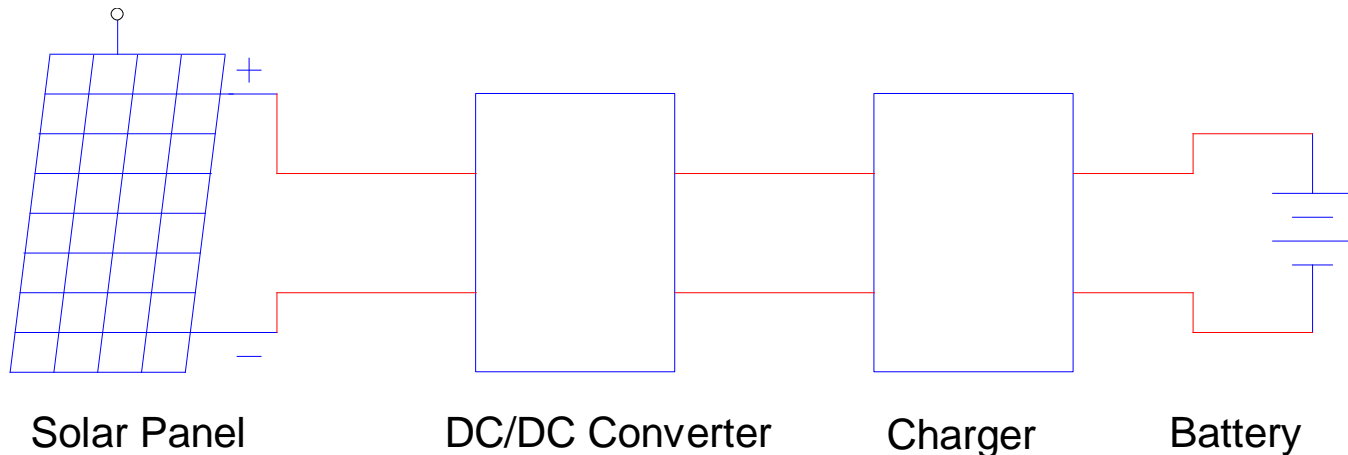 +
−
Solar Panel
DC/DC Converter
Charger
Battery